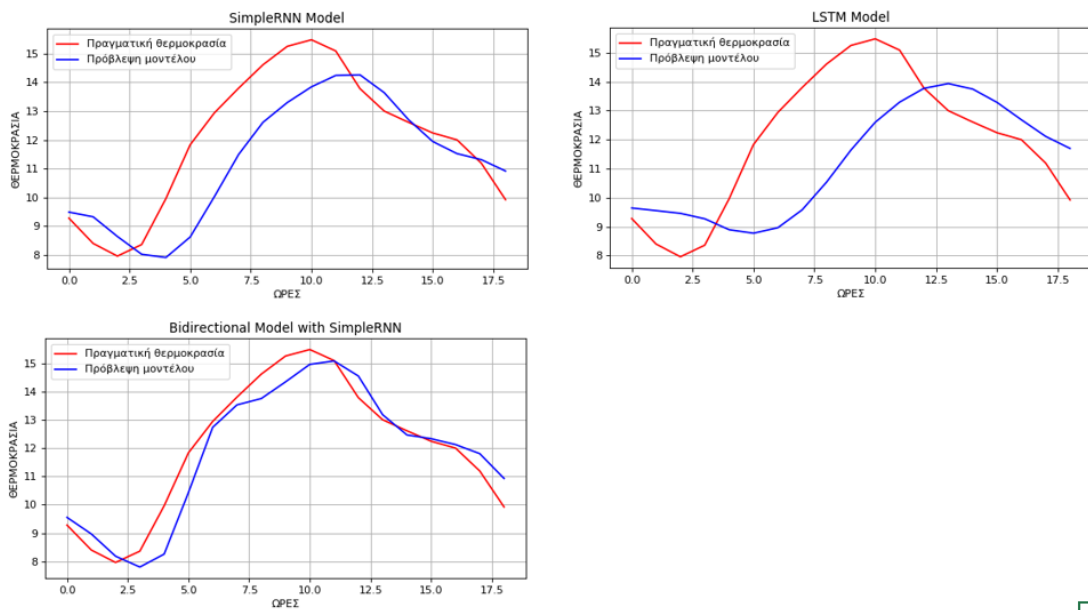 SimpleRNN Model
Πραγματική θερμοκρασία
Πρόβλεψη μοντέλου
ΘΕΡΜΟΚΡΑΣΙΑ
15
14
13
12
11
10
9
8
0.0 2.5 5.0 7.5 10.0 12.5 15.0 17.5
ΩΡΕΣ
LSTM Model
Πραγματική θερμοκρασία
Πρόβλεψη μοντέλου
ΘΕΡΜΟΚΡΑΣΙΑ
15
14
13
12
11
10
9
8
0.0 2.5 5.0 7.5 10.0 12.5 15.0 17.5
ΩΡΕΣ
Bidirectional Model with SimpleRNN
Πραγματική θερμοκρασία
Πρόβλεψη μοντέλου
ΘΕΡΜΟΚΡΑΣΙΑ
15
14
13
12
11
10
9
8
0.0 2.5 5.0 7.5 10.0 12.5 15.0 17.5
ΩΡΕΣ